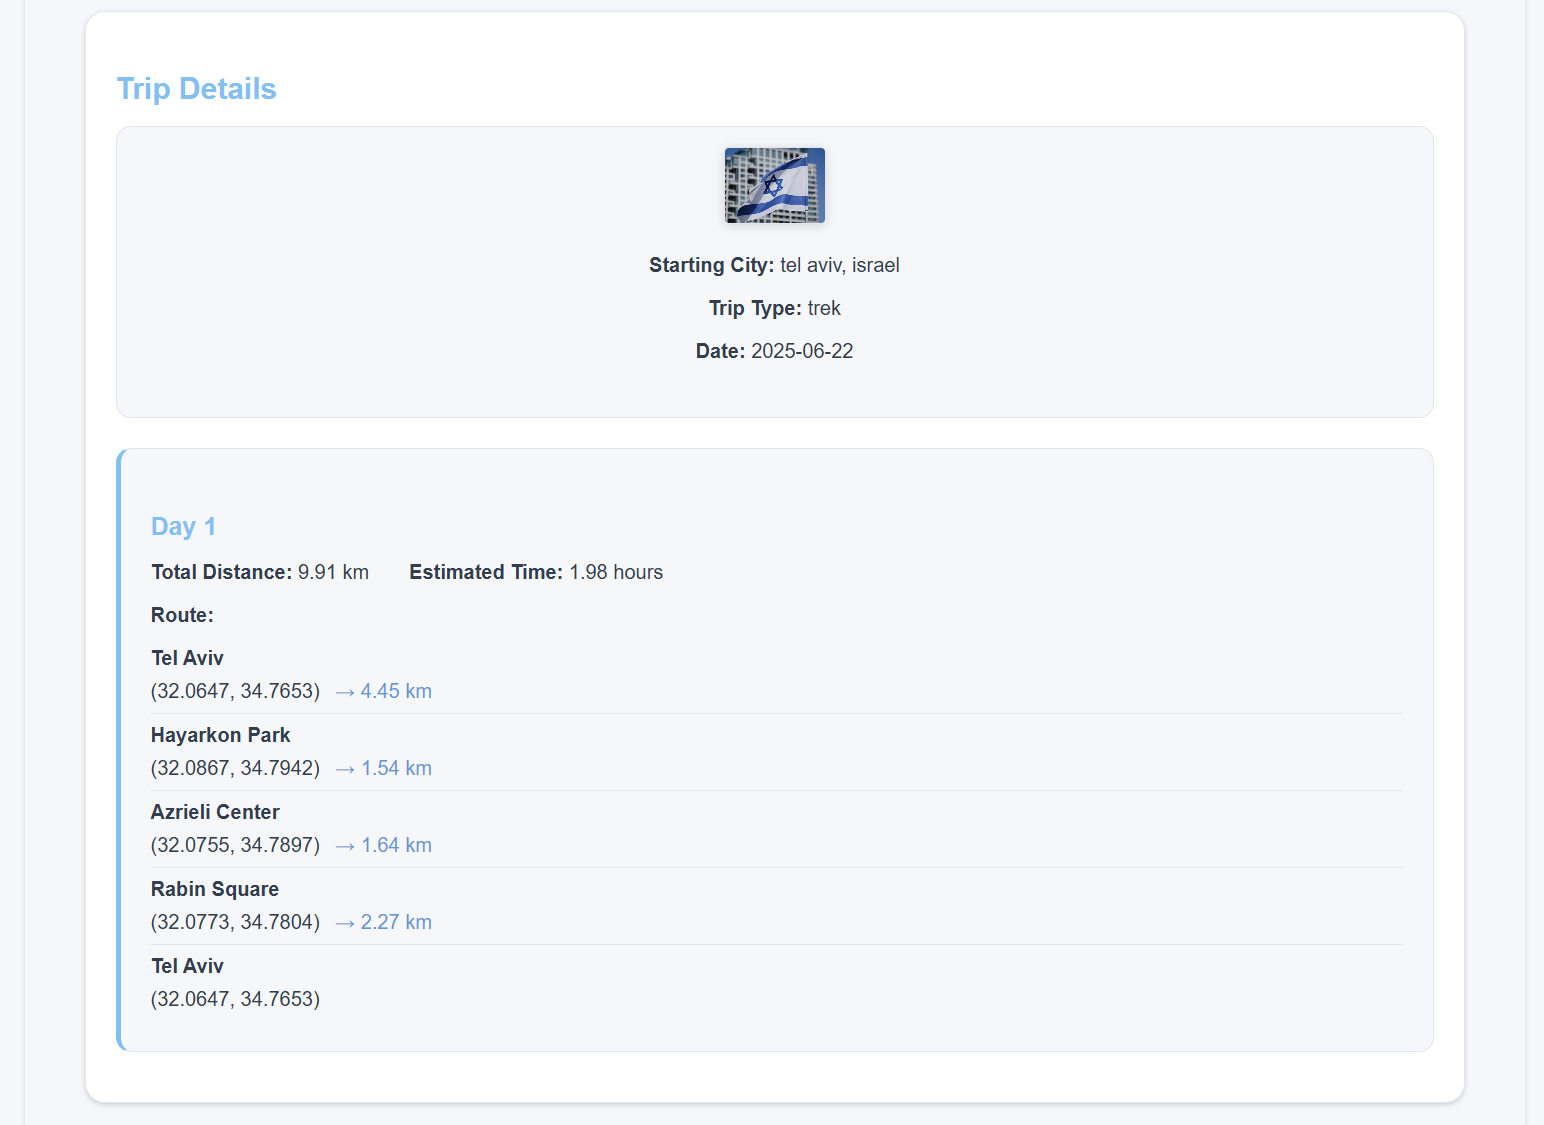 Trip Details
Starting City: tel aviv, israel
Trip Type: trek
Date: 2025-06-22
Day 1
Total Distance: 9.91 km Estimated Time: 1.98 hours
Route:
Tel Aviv
(32.0647, 34.7653) → 4.45 km
Hayarkon Park
(32.0867, 34.7942) → 1.54 km
Azrieli Center
(32.0755, 34.7897) → 1.64 km
Rabin Square
(32.0773, 34.7804) → 2.27 km
Tel Aviv
(32.0647, 34.7653)